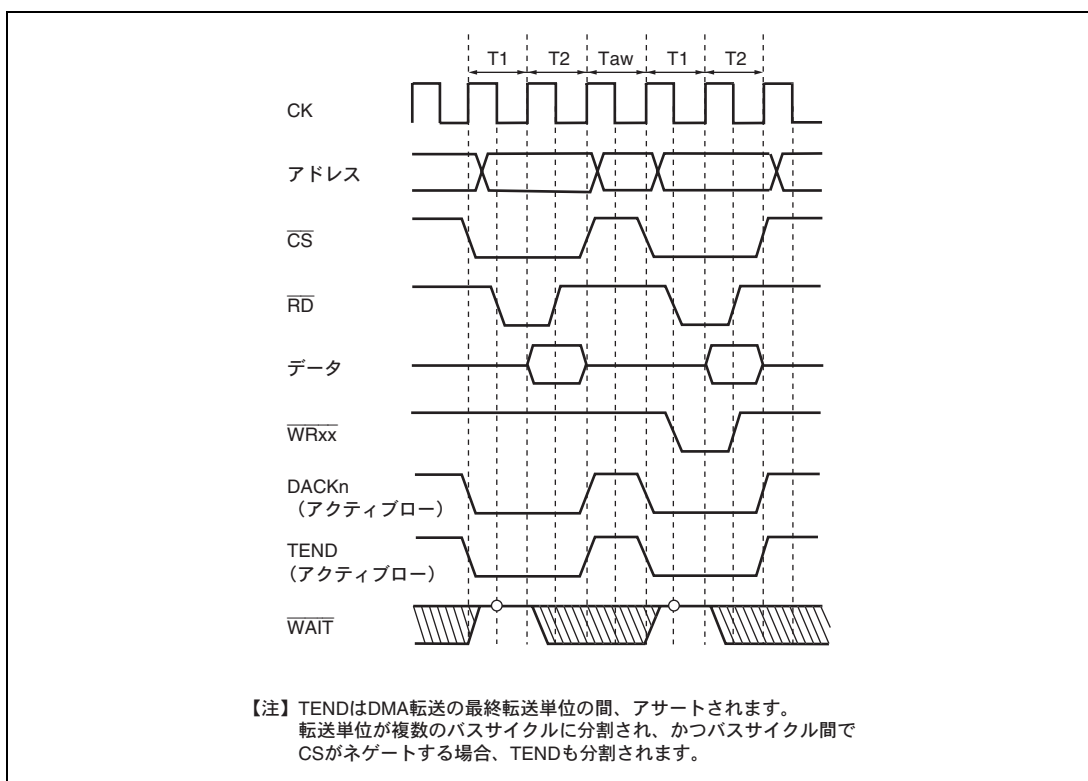 T1 T2 Taw T1 T2
CK
アドレス
CS
RD
データ
WRxx
DACKn
（アクティブロー）
TEND
（アクティブロー）
WAIT
【注】TENDはDMA転送の最終転送単位の間、アサートされます。
転送単位が複数のバスサイクルに分割され、かつバスサイクル間で
CSがネゲートする場合、TENDも分割されます。